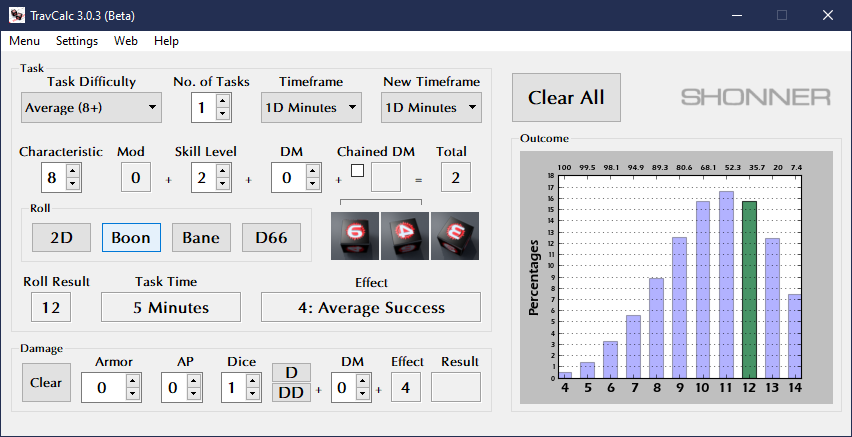 TravCalc 3.0.3 (Beta)
Menu Settings Web Help
Task
Task Difficulty No. of Tasks Timeframe New Timeframe
Average (8+) 1 1D Minutes 1D Minutes
Clear All
SHONNER
Characteristic Mod Skill Level DM Chained DM Total
8 0 + 2 + 0 + = 2
Roll
2D Boon Bane D66
6 4 3
Roll Result Task Time Effect
12 5 Minutes 4: Average Success
Damage
Armor AP Dice DM Effect Result
Clear 0 0 1 D DD + 0 + 4
Outcome
100 99.5 98.1 94.9 89.3 80.6 68.1 52.3 35.7 20 7.4
18
17
16
15
14
13
12
11
10
9
8
7
6
5
4
3
2
1
0
Percentages
4 5 6 7 8 9 10 11 12 13 14